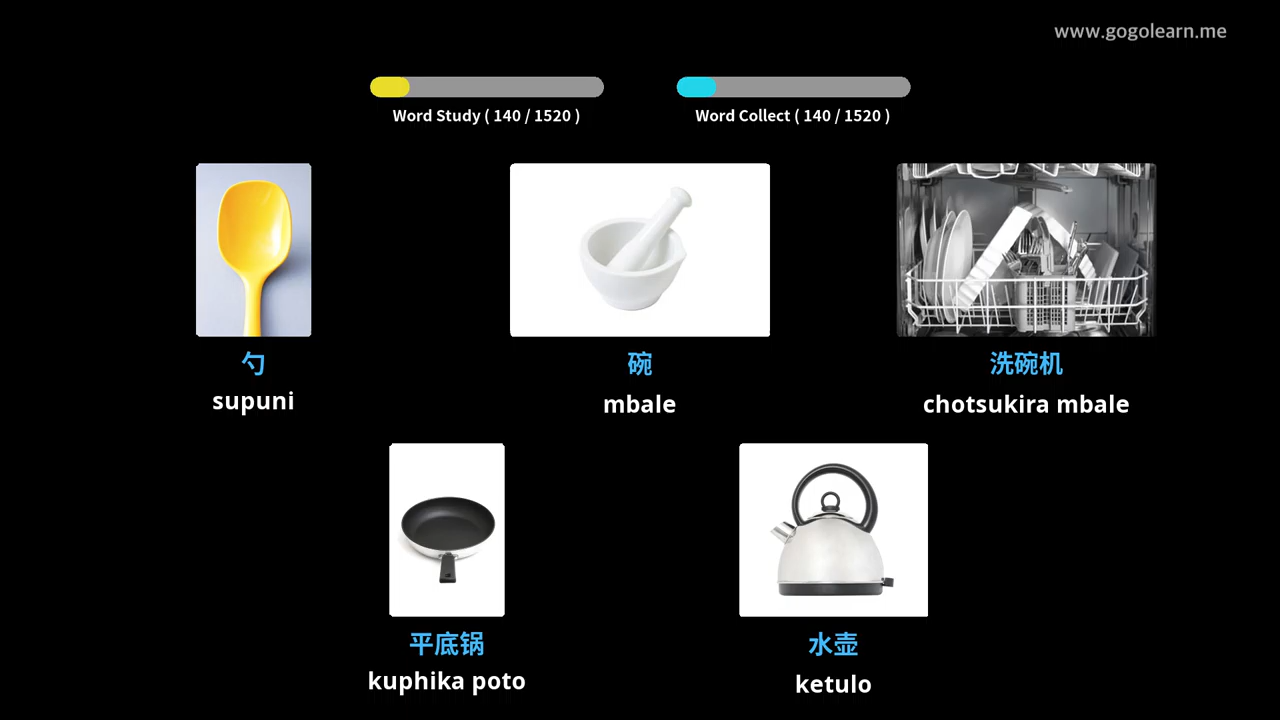 www.gogolearn.me
Word Study ( 140 / 1520 )
Word Collect ( 140 / 1520 )
勺
碗
洗碗机
supuni
mbale
chotsukira mbale
平底锅
水壶
kuphika poto
ketulo